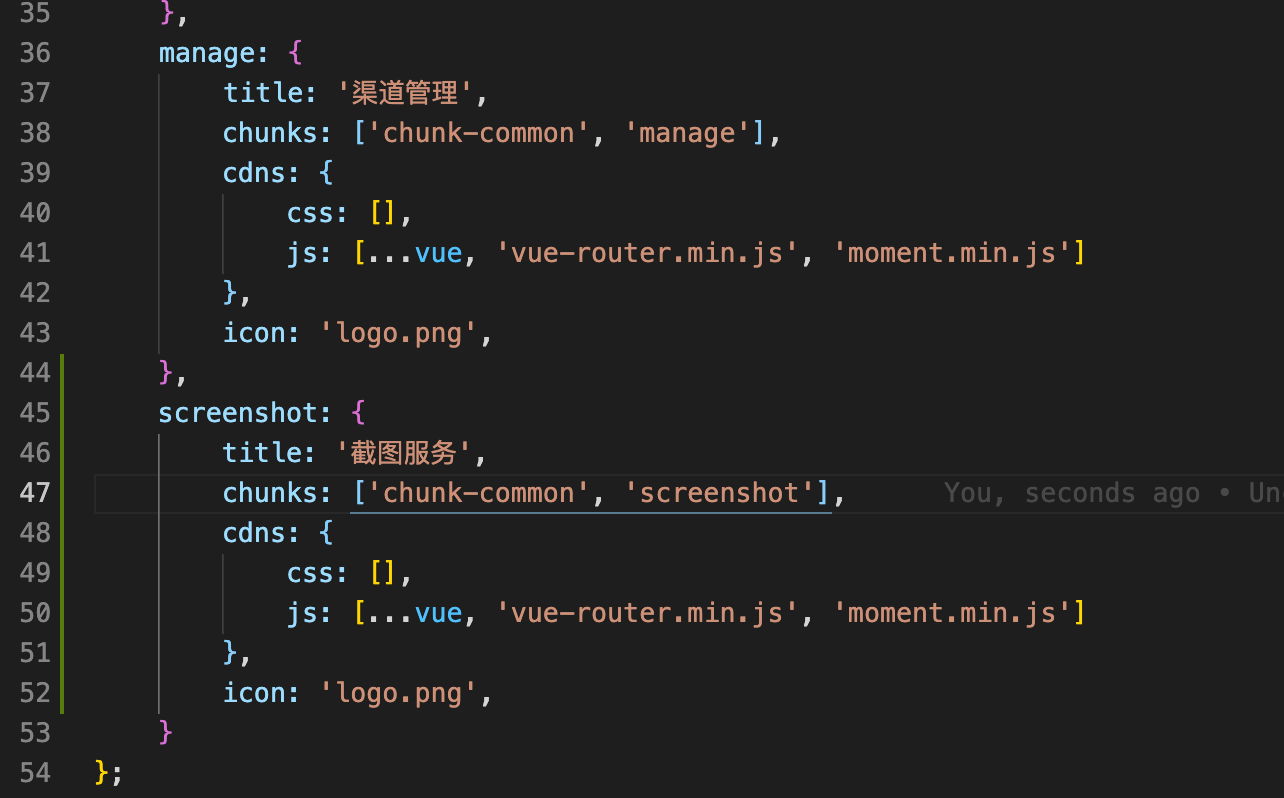 35 },
36 manage: {
37 title: '渠道管理',
38 chunks: ['chunk-common', 'manage'],
39 cdns: {
40 css: [],
41 js: [...vue, 'vue-router.min.js', 'moment.min.js']
42 },
43 icon: 'logo.png',
44 },
45 screenshot: {
46 title: '截图服务',
47 chunks: ['chunk-common', 'screenshot'], You, seconds ago • Un
48 cdns: {
49 css: [],
50 js: [...vue, 'vue-router.min.js', 'moment.min.js']
51 },
52 icon: 'logo.png',
53 }
54 };